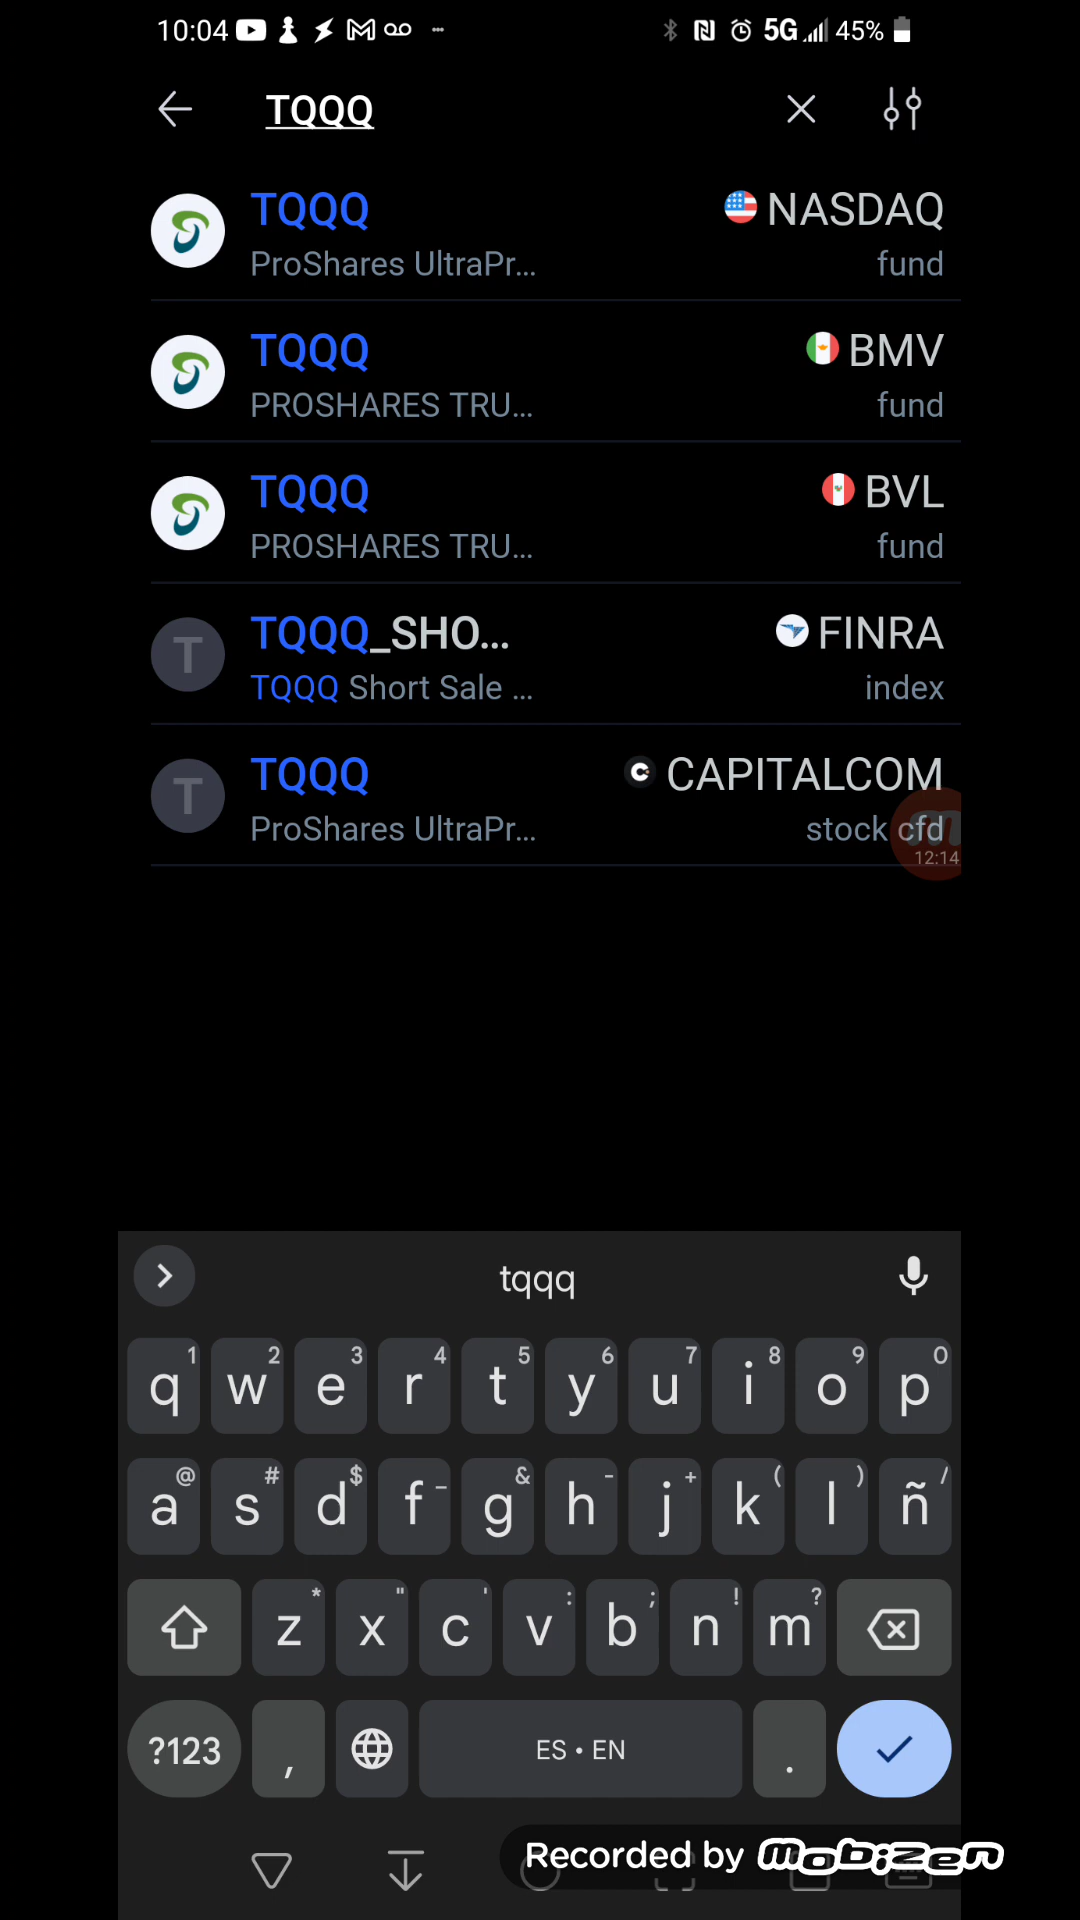 10:04 5G 45%
TQQQ
TQQQ NASDAQ
ProShares UltraPr... fund
TQQQ BMV
PROSHARES TRU... fund
TQQQ BVL
PROSHARES TRU... fund
T TQQQ_SHO... FINRA
TQQQ Short Sale ... index
T TQQQ CAPITALCOM
ProShares UltraPr... stock cfd
12:14
tqqq
1 2 3 4 5 6 7 8 9 0
q w e r t y u i o p
@ # $ _ & - + ( ) /
a s d f g h j k l ñ
* " ' : ; ! ?
z x c v b n m
?123 , ES • EN .
Recorded by mobizen